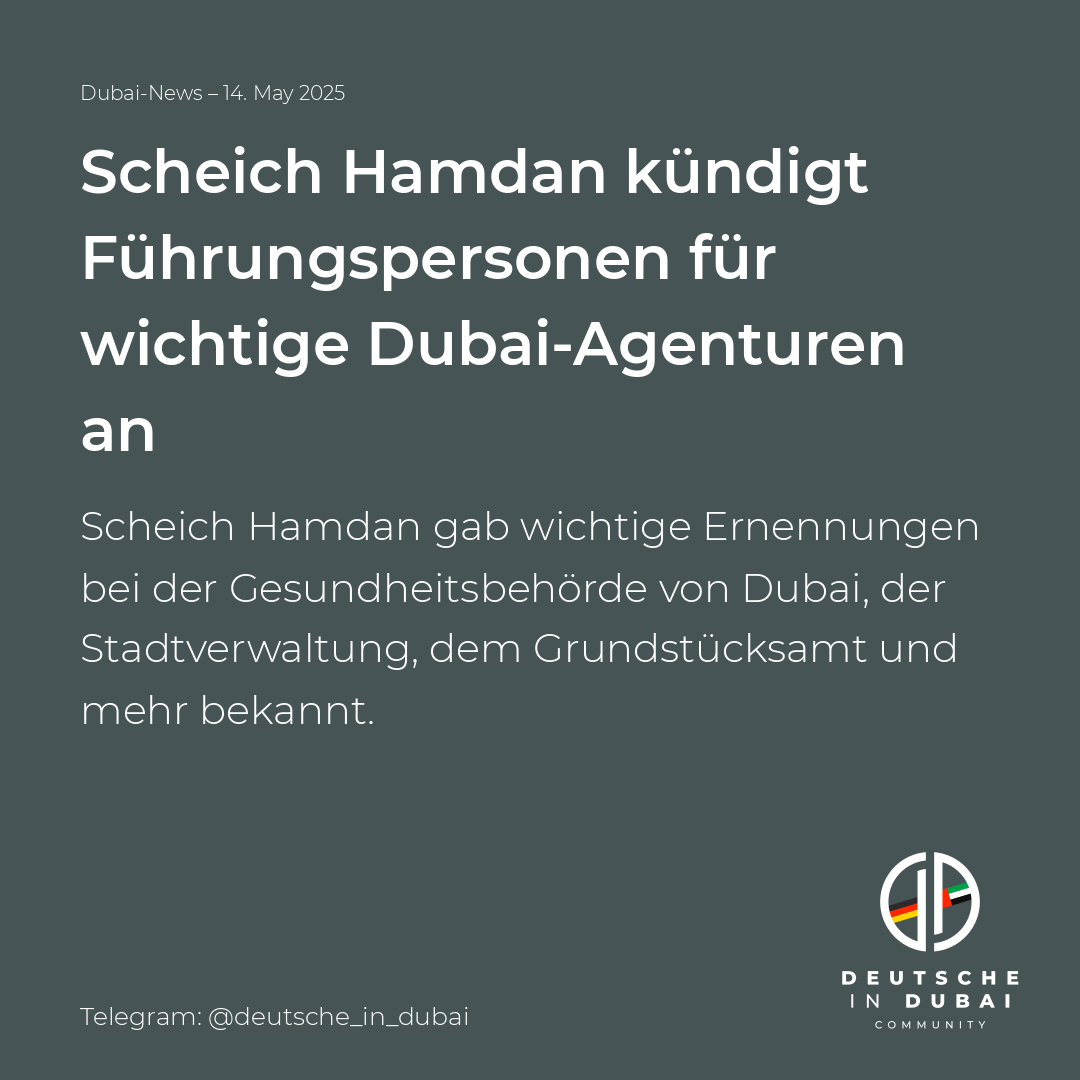 Dubai-News – 14. May 2025
Scheich Hamdan kündigt
Führungspersonen für
wichtige Dubai-Agenturen
an
Scheich Hamdan gab wichtige Ernennungen
bei der Gesundheitsbehörde von Dubai, der
Stadtverwaltung, dem Grundstücksamt und
mehr bekannt.
DEUTSCHE
IN DUBAI
COMMUNITY
Telegram: @deutsche_in_dubai